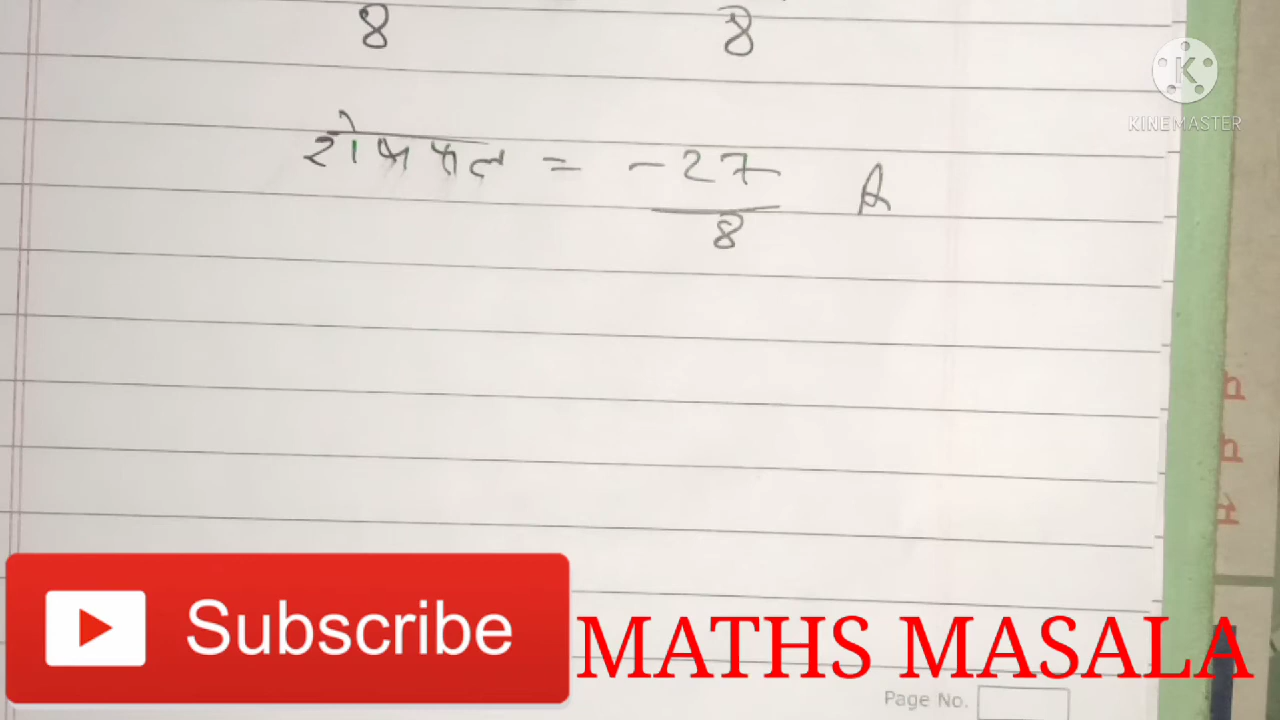 8 8
शेषफल = -27
8
A
KINEMASTER
Subscribe
MATHS MASALA
Page No.